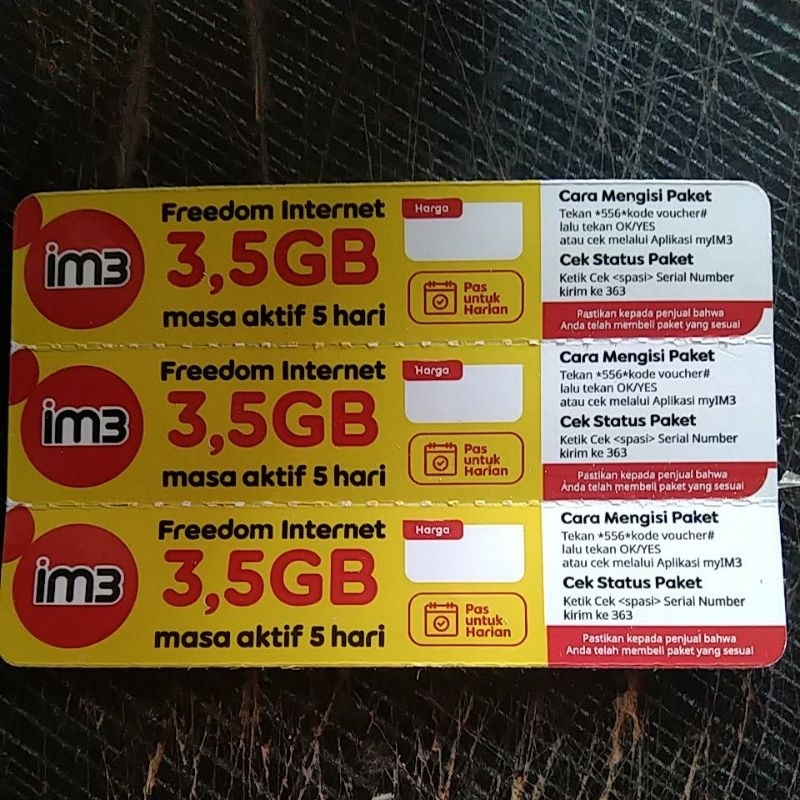 im3
Freedom Internet
3,5GB
masa aktif 5 hari
Harga
Pas
untuk
Harian
Cara Mengisi Paket
Tekan *556*kode voucher#
lalu tekan OK/YES
atau cek melalui Aplikasi myIM3
Cek Status Paket
Ketik Cek <spasi> Serial Number
kirim ke 363
Pastikan kepada penjual bahwa
Anda telah membeli paket yang sesuai
im3
Freedom Internet
3,5GB
masa aktif 5 hari
Harga
Pas
untuk
Harian
Cara Mengisi Paket
Tekan *556*kode voucher#
lalu tekan OK/YES
atau cek melalui Aplikasi myIM3
Cek Status Paket
Ketik Cek <spasi> Serial Number
kirim ke 363
Pastikan kepada penjual bahwa
Anda telah membeli paket yang sesuai
im3
Freedom Internet
3,5GB
masa aktif 5 hari
Harga
Pas
untuk
Harian
Cara Mengisi Paket
Tekan *556*kode voucher#
lalu tekan OK/YES
atau cek melalui Aplikasi myIM3
Cek Status Paket
Ketik Cek <spasi> Serial Number
kirim ke 363
Pastikan kepada penjual bahwa
Anda telah membeli paket yang sesuai